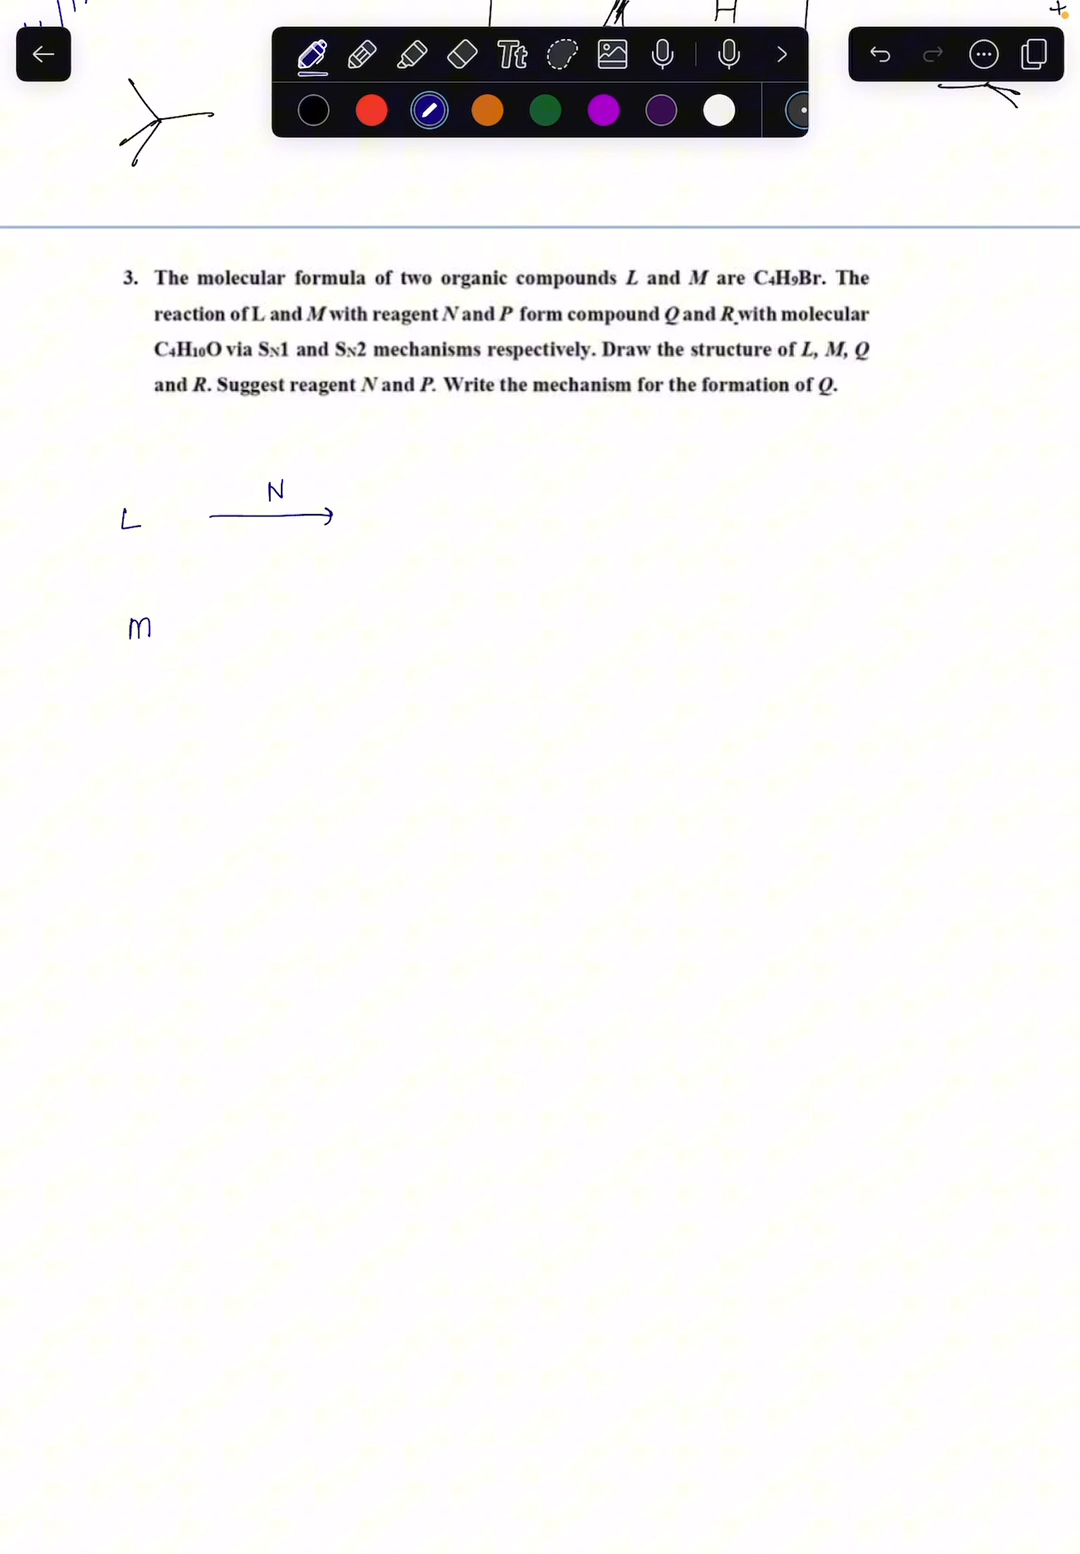 H
Tt
3. The molecular formula of two organic compounds L and M are C₄H₉Br. The
reaction of L and M with reagent N and P form compound Q and R with molecular
C₄H₁₀O via SN1 and SN2 mechanisms respectively. Draw the structure of L, M, Q
and R. Suggest reagent N and P. Write the mechanism for the formation of Q.
N
L
M